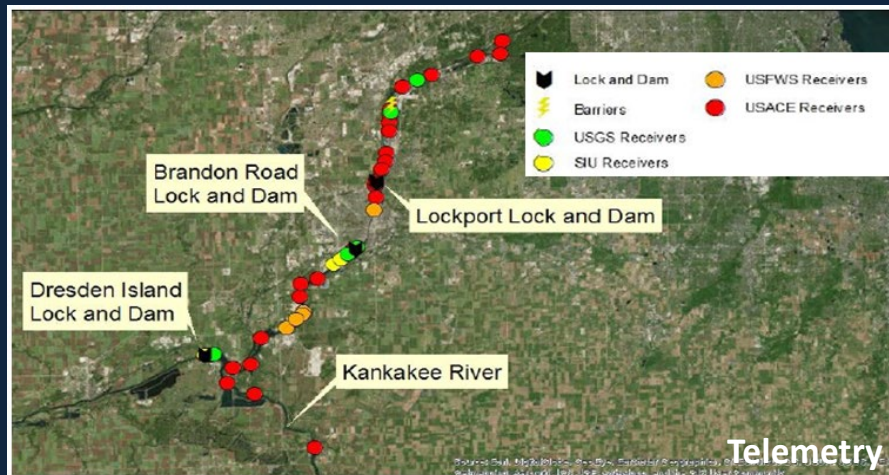 Lock and Dam
Barriers
USGS Receivers
SIU Receivers
USFWS Receivers
USACE Receivers
Brandon Road
Lock and Dam
Lockport Lock and Dam
Dresden Island
Lock and Dam
Kankakee River
Telemetry